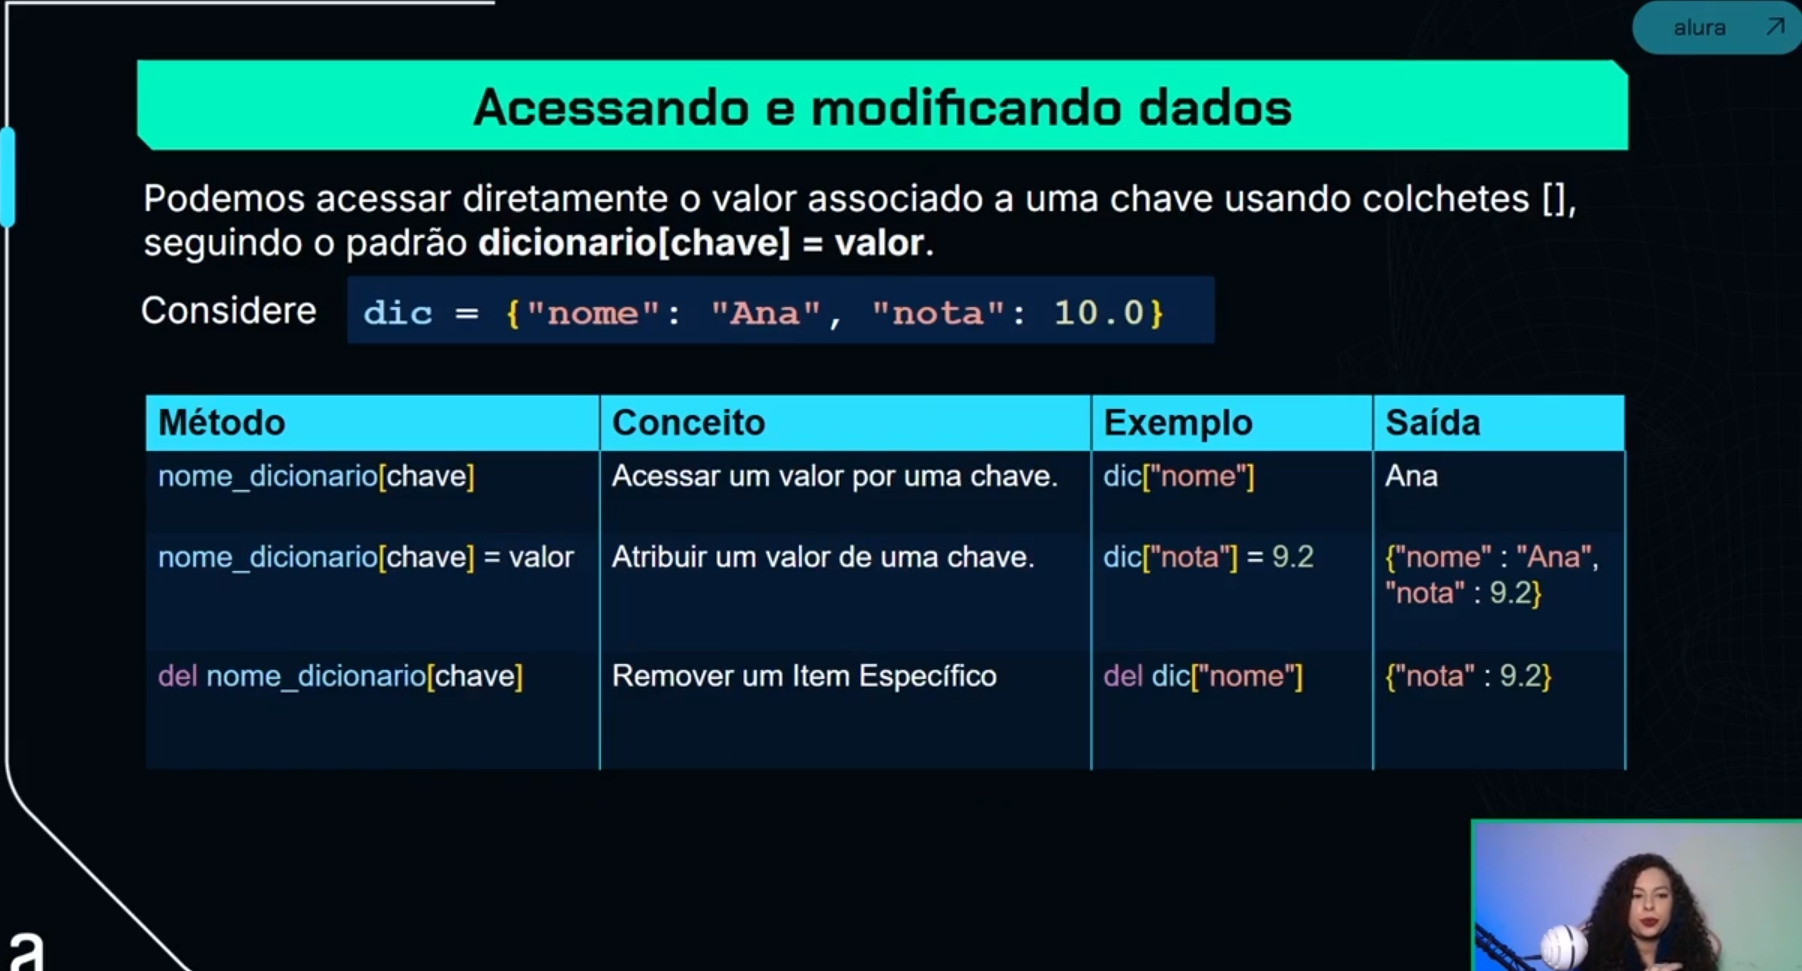 alura
Acessando e modificando dados
Podemos acessar diretamente o valor associado a uma chave usando colchetes [],
seguindo o padrão dicionario[chave] = valor.
Considere dic = {"nome": "Ana", "nota": 10.0}
Método Conceito Exemplo Saída
nome_dicionario[chave] Acessar um valor por uma chave. dic["nome"] Ana
nome_dicionario[chave] = valor Atribuir um valor de uma chave. dic["nota"] = 9.2 {"nome" : "Ana",
"nota" : 9.2}
del nome_dicionario[chave] Remover um Item Específico del dic["nome"] {"nota" : 9.2}
a